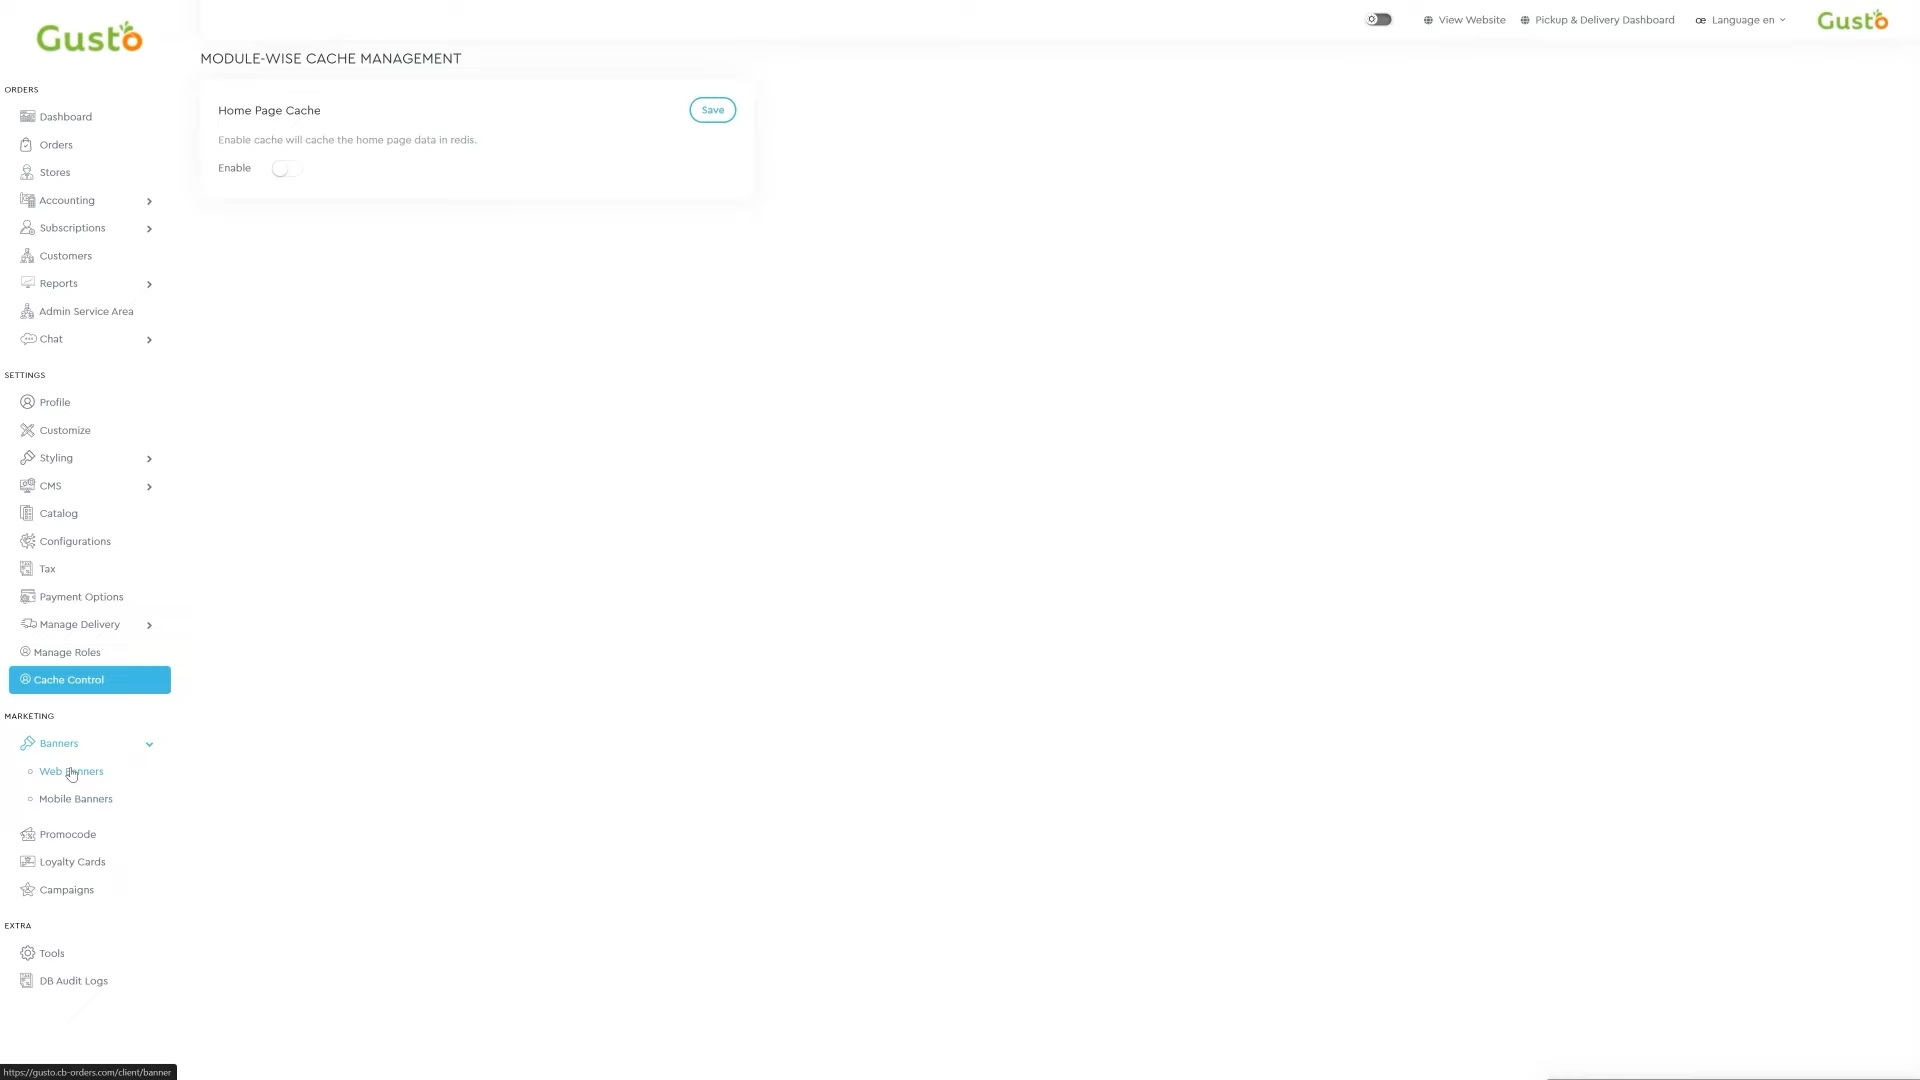 Gusto
View Website
Pickup & Delivery Dashboard
Language en
Gusto
MODULE-WISE CACHE MANAGEMENT
Home Page Cache
Save
Enable cache will cache the home page data in redis.
Enable
ORDERS
Dashboard
Orders
Stores
Accounting
Subscriptions
Customers
Reports
Admin Service Area
Chat
SETTINGS
Profile
Customize
Styling
CMS
Catalog
Configurations
Tax
Payment Options
Manage Delivery
Manage Roles
Cache Control
MARKETING
Banners
Web Banners
Mobile Banners
Promocode
Loyalty Cards
Campaigns
EXTRA
Tools
DB Audit Logs
https://gusto.cb-orders.com/client/banner